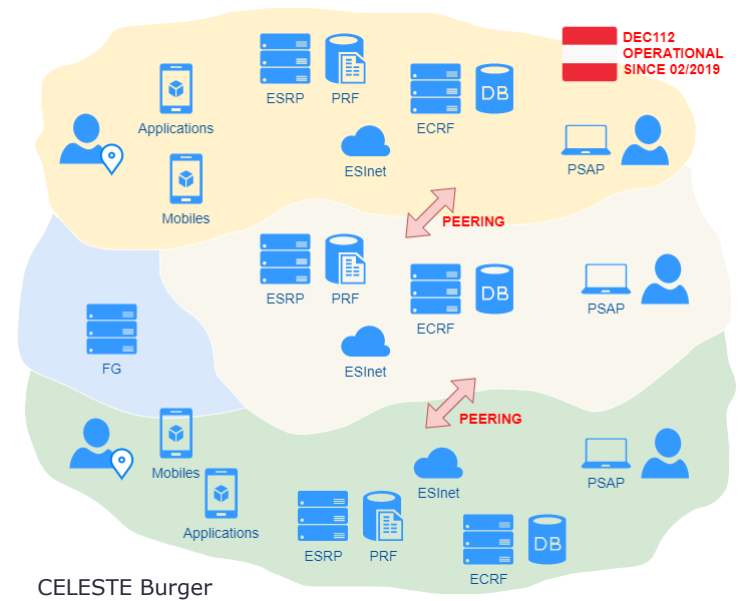 DEC112
OPERATIONAL
SINCE 02/2019
ESRP
PRF
DB
Applications
ECRF
ESInet
PSAP
Mobiles
PEERING
ESRP
PRF
DB
ECRF
PSAP
FG
ESInet
PEERING
Mobiles
ESInet
PSAP
Applications
ESRP
PRF
DB
ECRF
CELESTE Burger